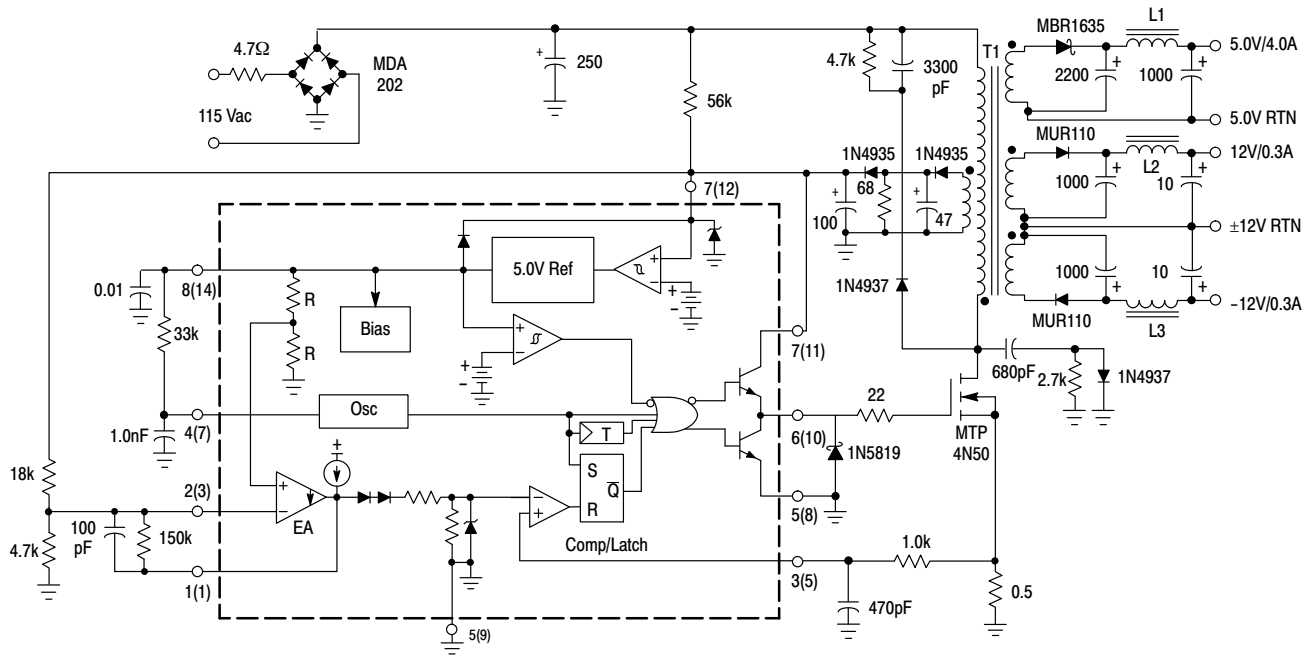 4.7Ω
MDA
202
115 Vac
+
250
56k
4.7k
3300
pF
T1
MBR1635
L1
5.0V/4.0A
+
2200
+
1000
5.0V RTN
MUR110
12V/0.3A
L2
+
1000
+
10
±12V RTN
1000
+
10
+
MUR110
L3
–12V/0.3A
1N4935
1N4935
68
+
100
+
47
1N4937
7(12)
0.01
8(14)
R
R
Bias
5.0V Ref
+
–
+
–
33k
+
–
+
–
7(11)
680pF
2.7k
1N4937
Osc
4(7)
1.0nF
T
22
6(10)
1N5819
MTP
4N50
18k
2(3)
+
–
EA
+
S
Q
R
–
+
Comp/Latch
5(8)
100
pF
150k
4.7k
1(1)
3(5)
1.0k
470pF
0.5
5(9)